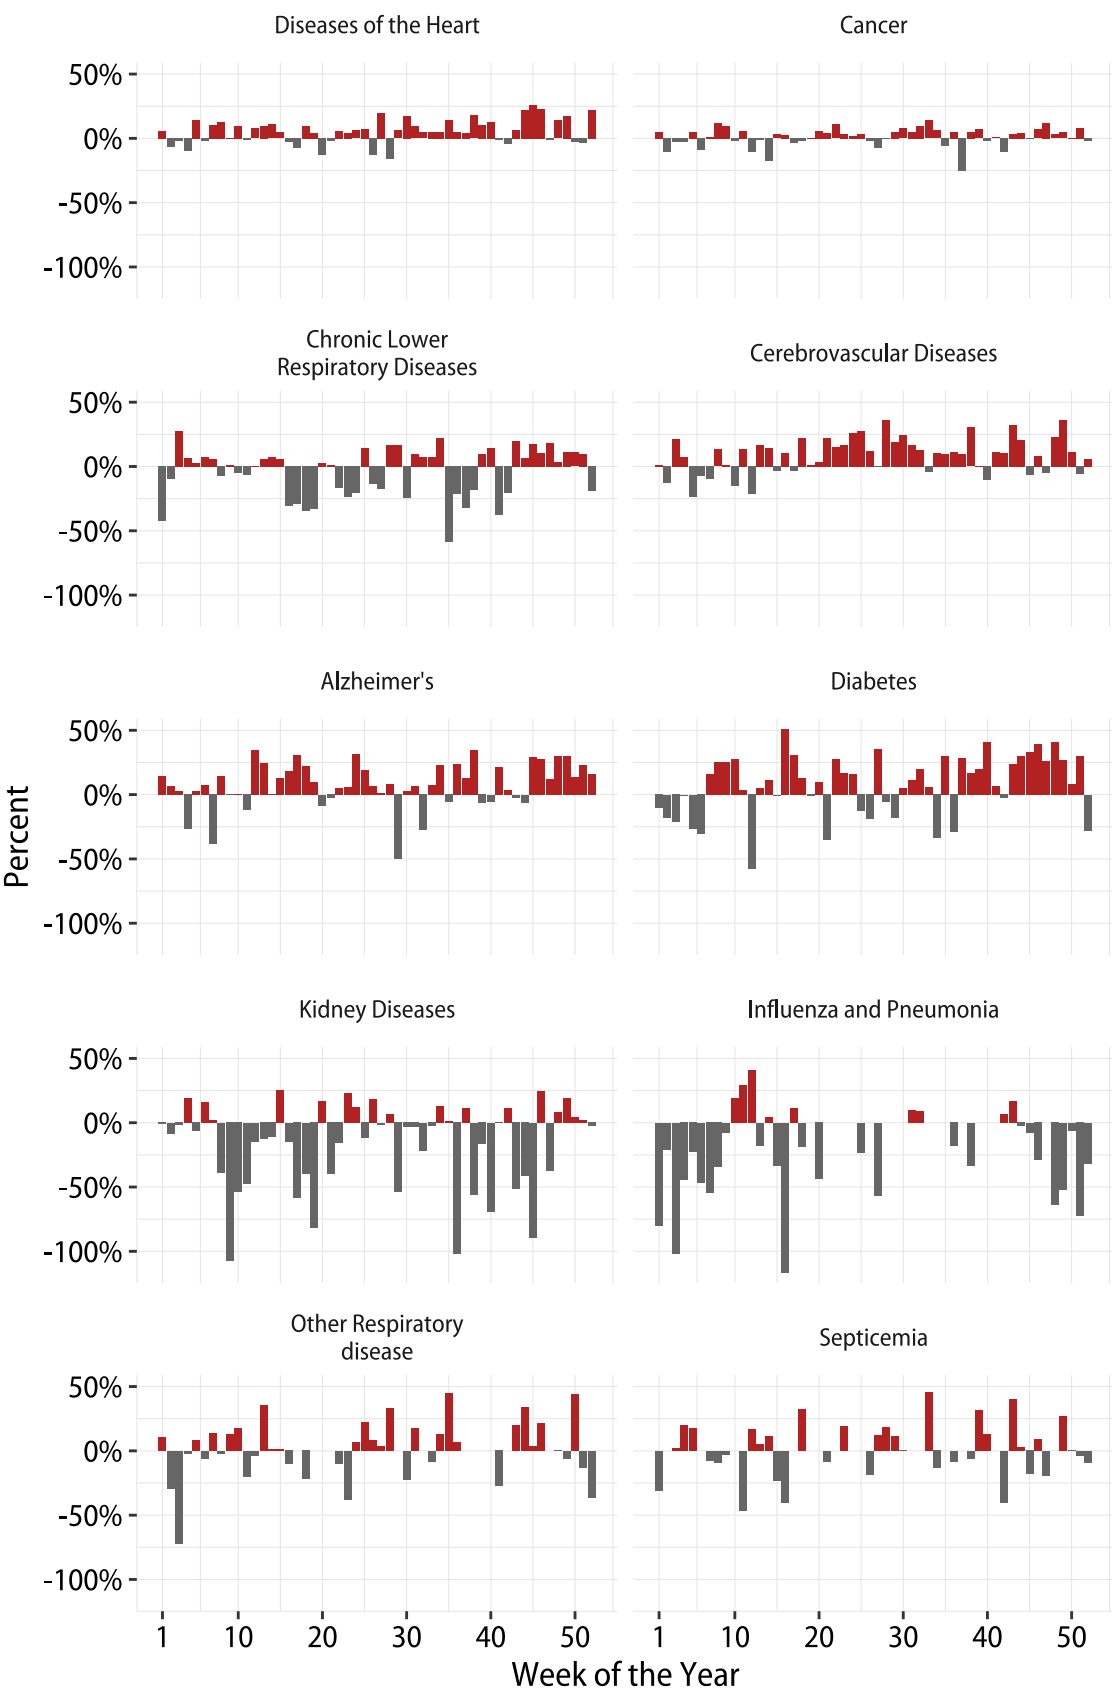 Diseases of the Heart
Cancer
50%
0%
-50%
-100%
Chronic Lower
Respiratory Diseases
Cerebrovascular Diseases
50%
0%
-50%
-100%
Alzheimer's
Diabetes
50%
0%
-50%
-100%
Percent
Kidney Diseases
Influenza and Pneumonia
50%
0%
-50%
-100%
Other Respiratory
disease
Septicemia
50%
0%
-50%
-100%
1 10 20 30 40 50
1 10 20 30 40 50
Week of the Year